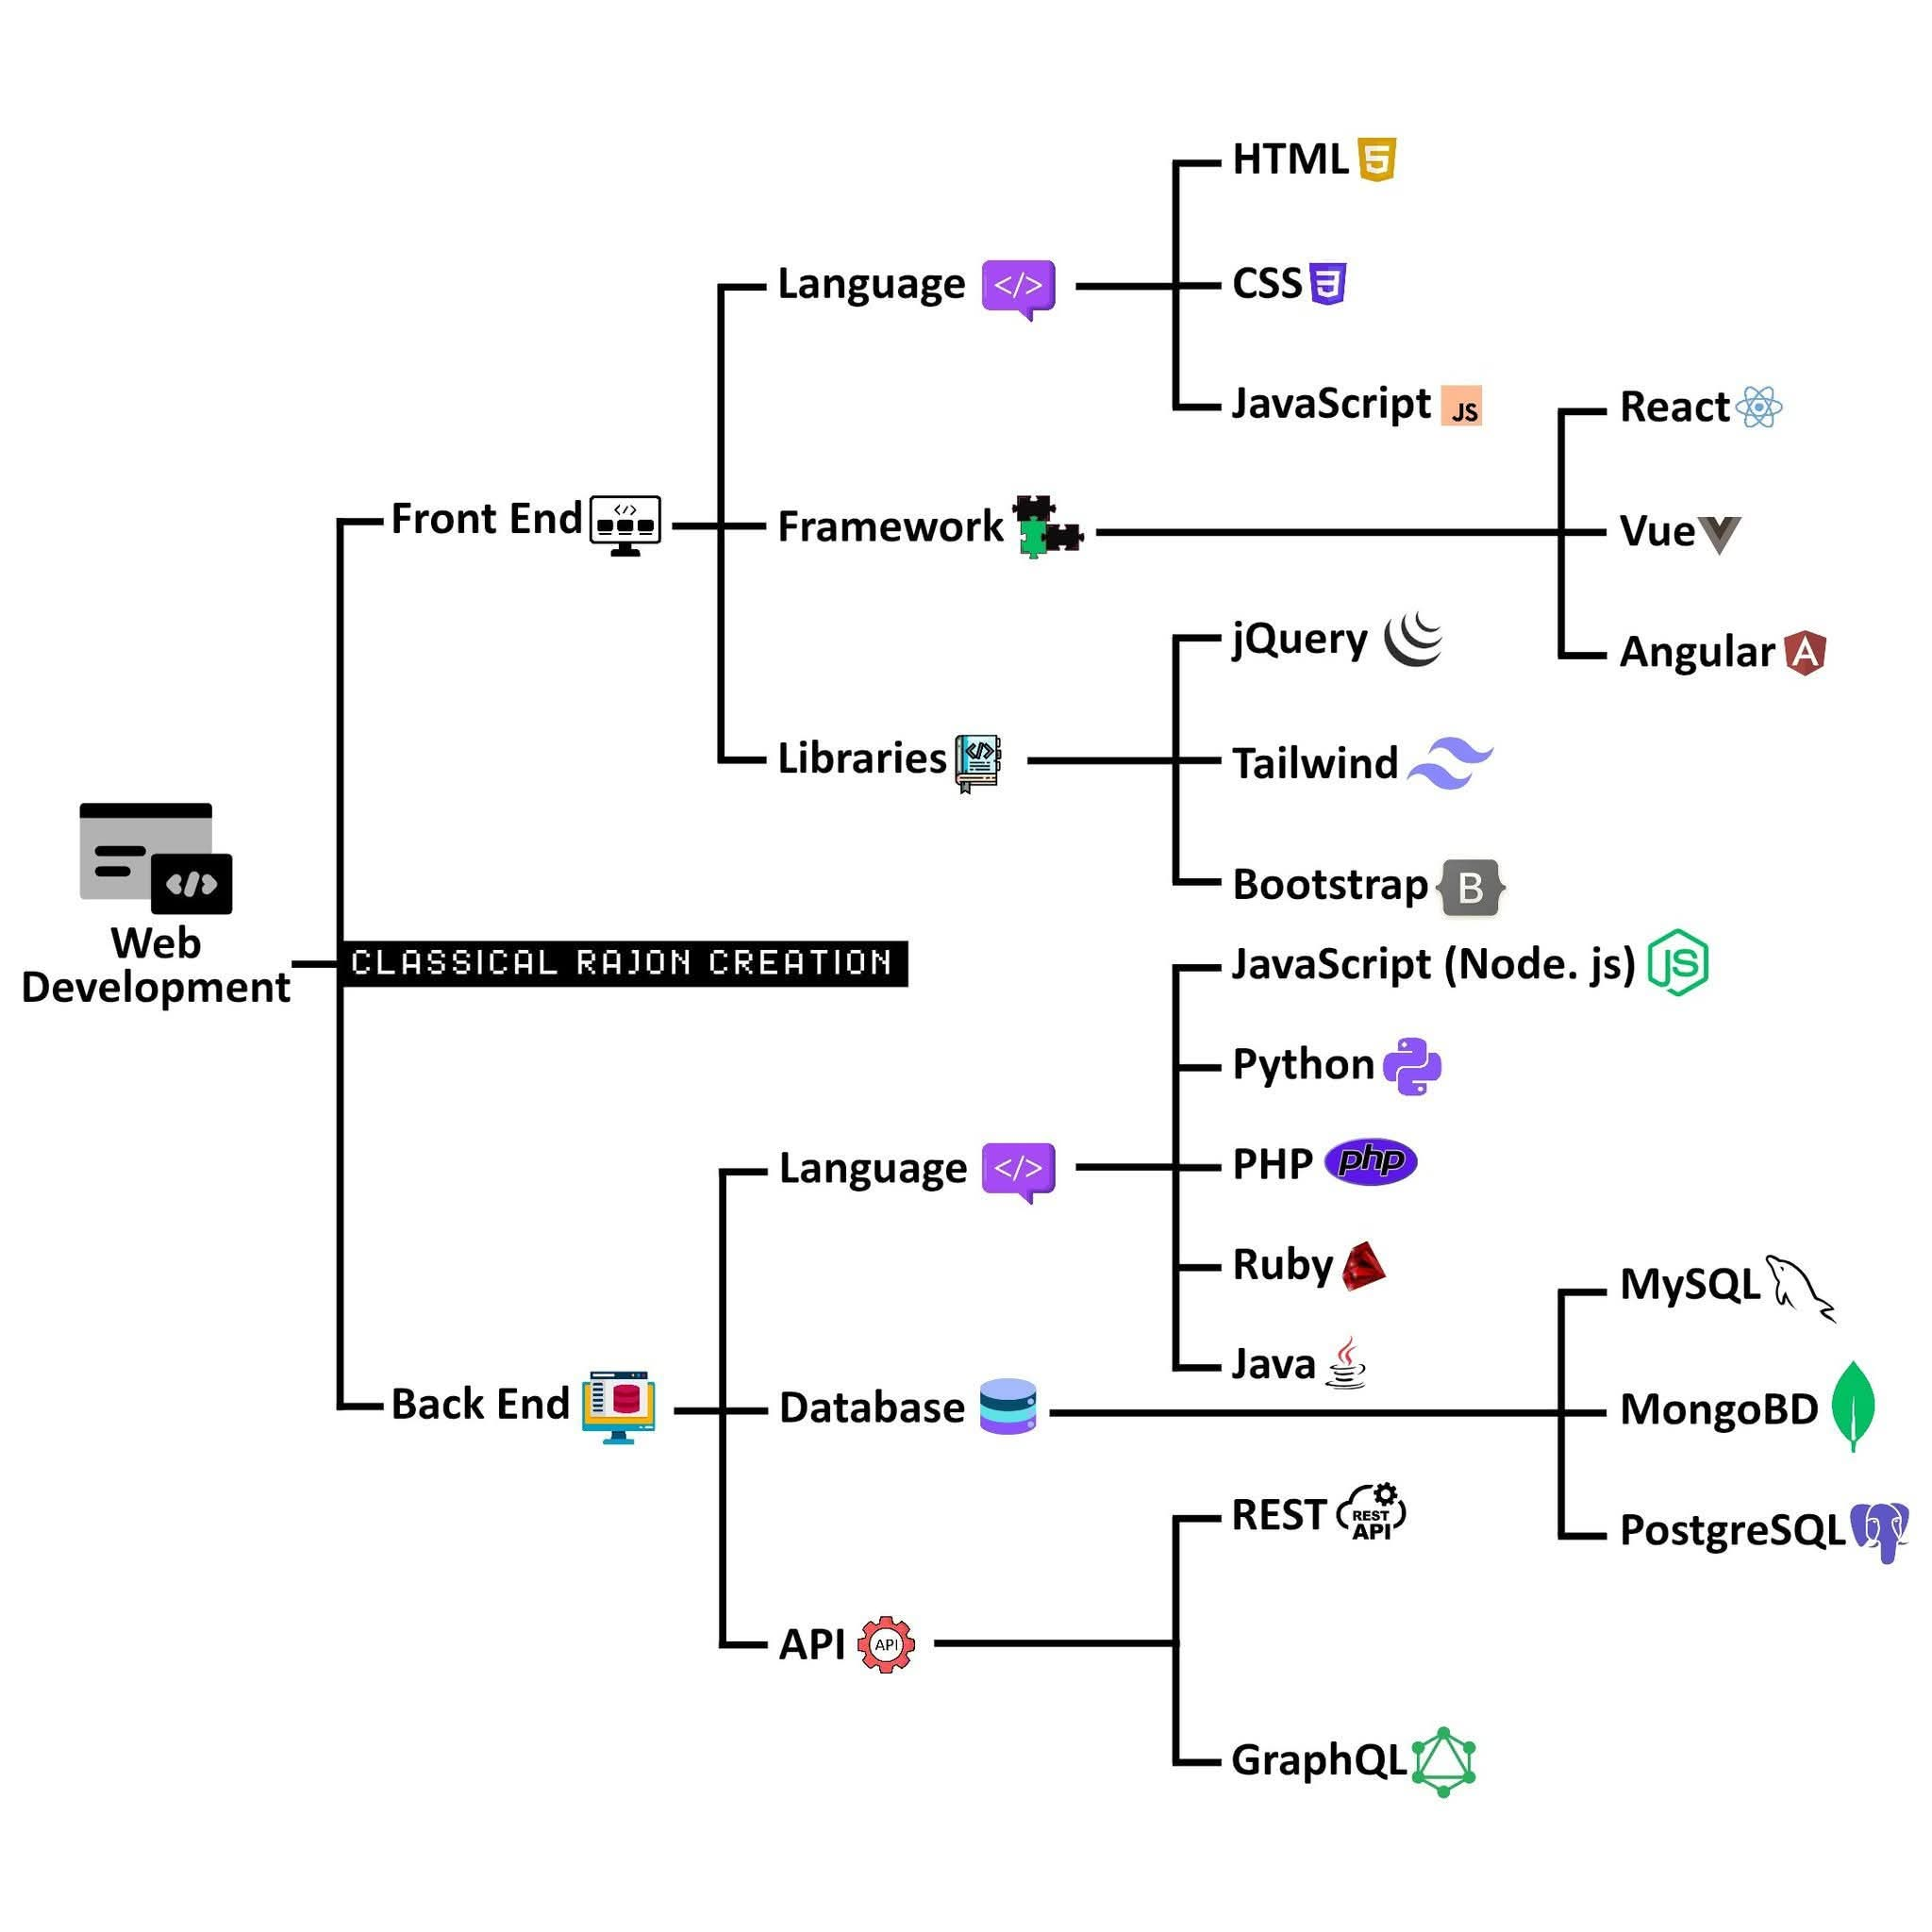 HTML
5
Language </>
CSS
3
JavaScript JS
React
Front End </>
Framework
Vue
jQuery
Angular A
Libraries </>
Tailwind
Bootstrap B
</>
Web
Development
CLASSICAL RAJON CREATION
JavaScript (Node. js) JS
Python
Language </>
PHP php
Ruby
MySQL
Java
Back End
Database
MongoBD
REST REST
API
PostgreSQL
API API
GraphQL